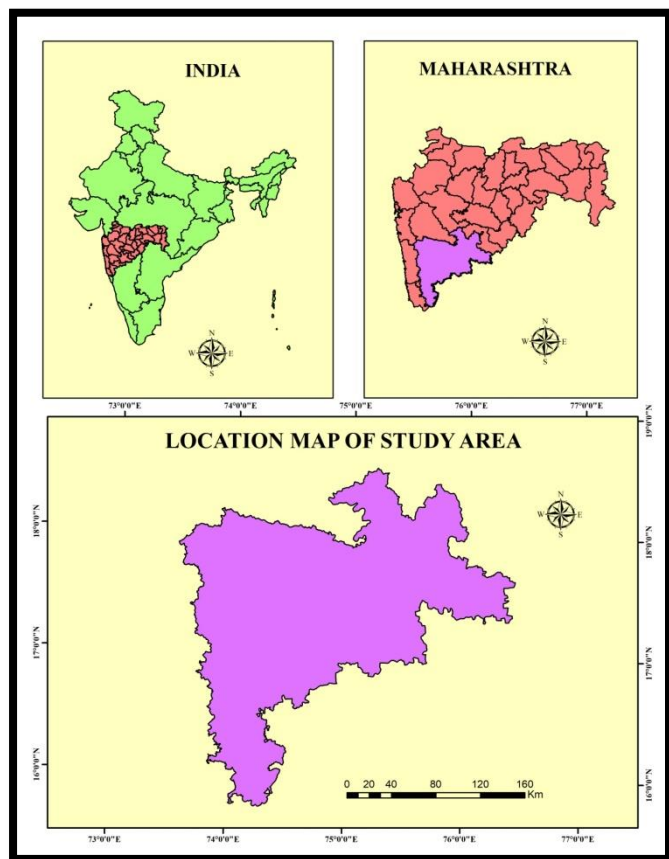 INDIA
N
W E
S
MAHARASHTRA
N
W E
S
73°0'0"E 74°0'0"E 75°0'0"E 76°0'0"E 77°0'0"E
LOCATION MAP OF STUDY AREA
N
W E
S
19°0'0"N
18°0'0"N
18°0'0"N
17°0'0"N
17°0'0"N
16°0'0"N
16°0'0"N
0 20 40 80 120 160
Km
73°0'0"E 74°0'0"E 75°0'0"E 76°0'0"E 77°0'0"E